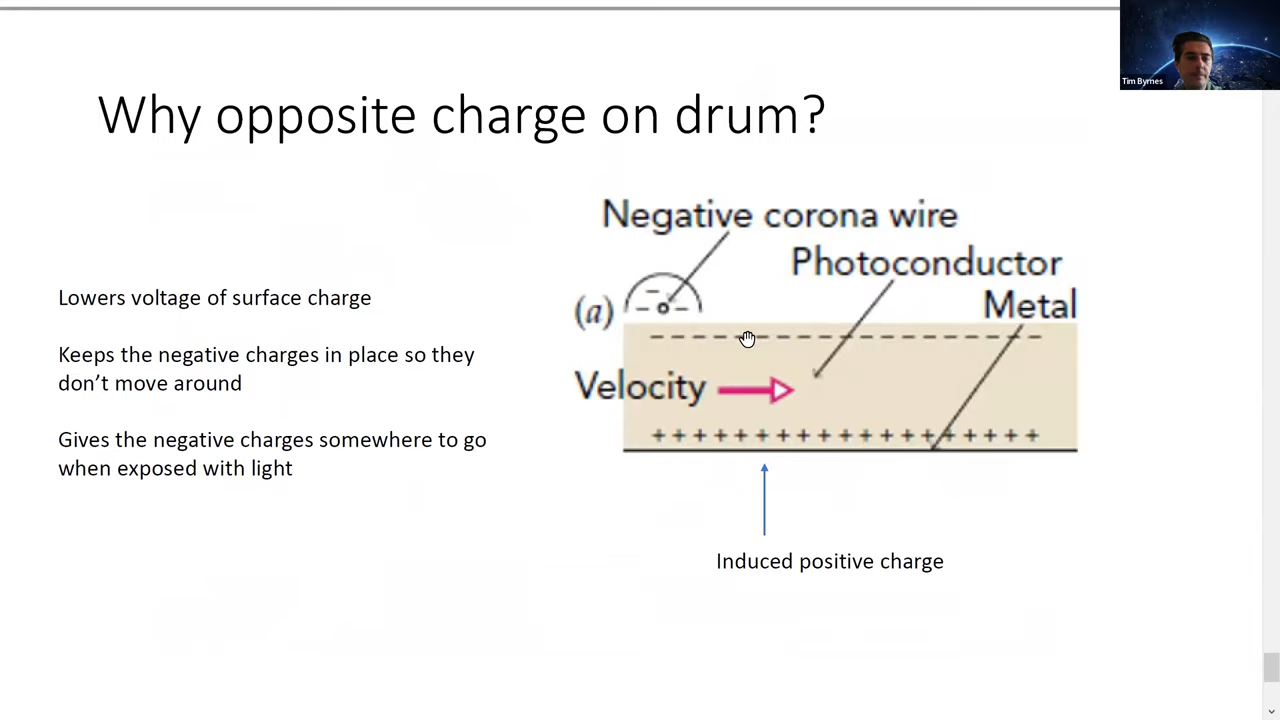 Tim Byrnes
Why opposite charge on drum?
Lowers voltage of surface charge
Keeps the negative charges in place so they
don’t move around
Gives the negative charges somewhere to go
when exposed with light
Negative corona wire
Photoconductor
Metal
(a)
Velocity
+ + + + + + + + + + + + + + + + + + +
Induced positive charge